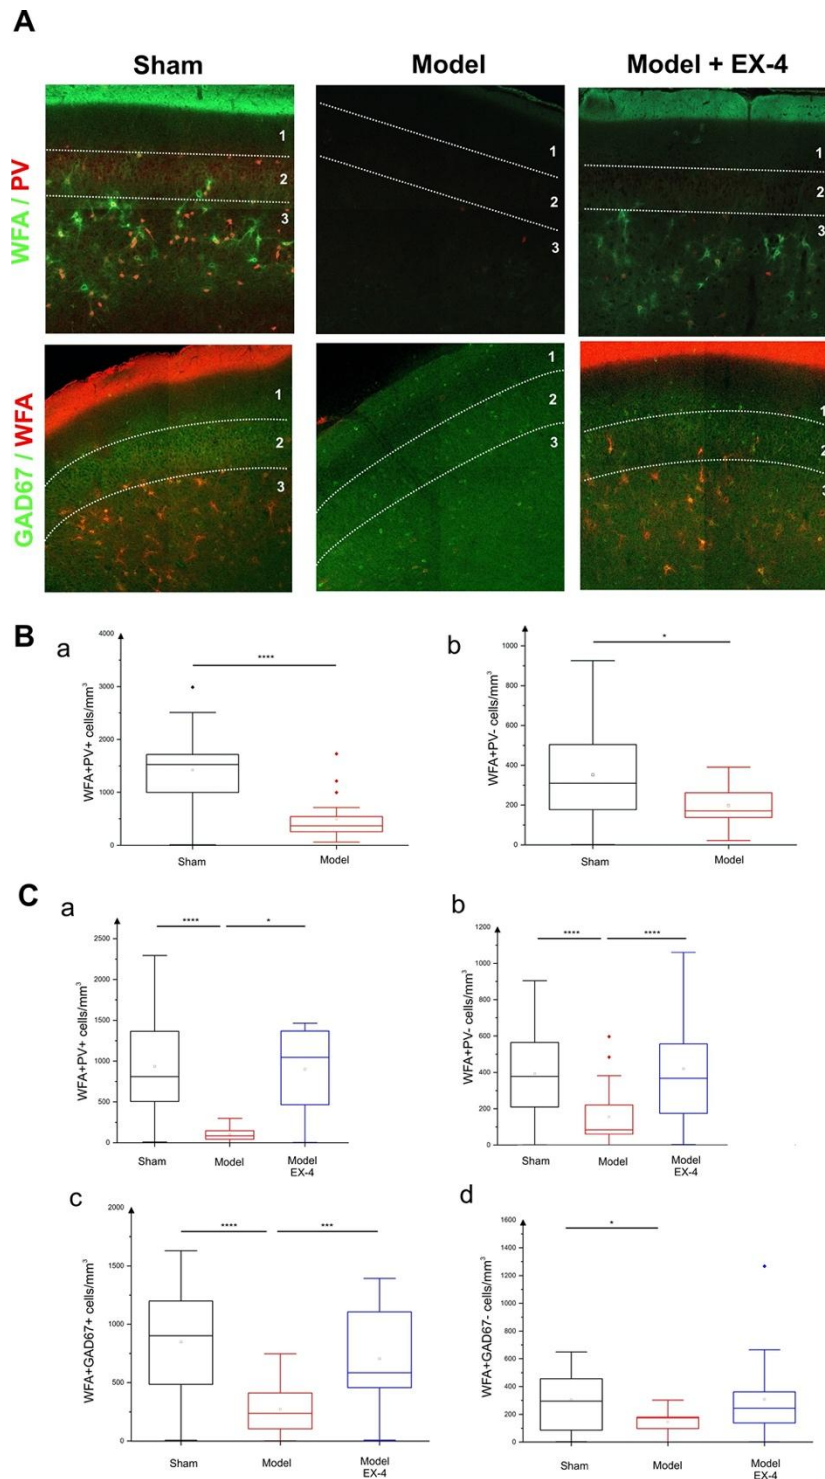 A
Sham Model Model + EX-4
WFA / PV
1
2
3
1
2
3
1
2
3
GAD67 / WFA
1
2
3
1
2
3
1
2
3
B
a
WFA+PV+ cells/mm³
4000
3000
2000
1000
0
****
Sham Model
b
WFA+PV- cells/mm³
1000
800
600
400
200
0
*
Sham Model
C
a
WFA+PV+ cells/mm³
2500
2000
1500
1000
500
0
**** *
Sham Model Model
EX-4
b
WFA+PV- cells/mm³
1200
1000
800
600
400
200
0
**** ****
Sham Model Model
EX-4
c
WFA+GAD67+ cells/mm³
2000
1500
1000
500
0
**** ***
Sham Model Model
EX-4
d
WFA+GAD67- cells/mm³
1600
1400
1200
1000
800
600
400
200
0
*
Sham Model Model
EX-4